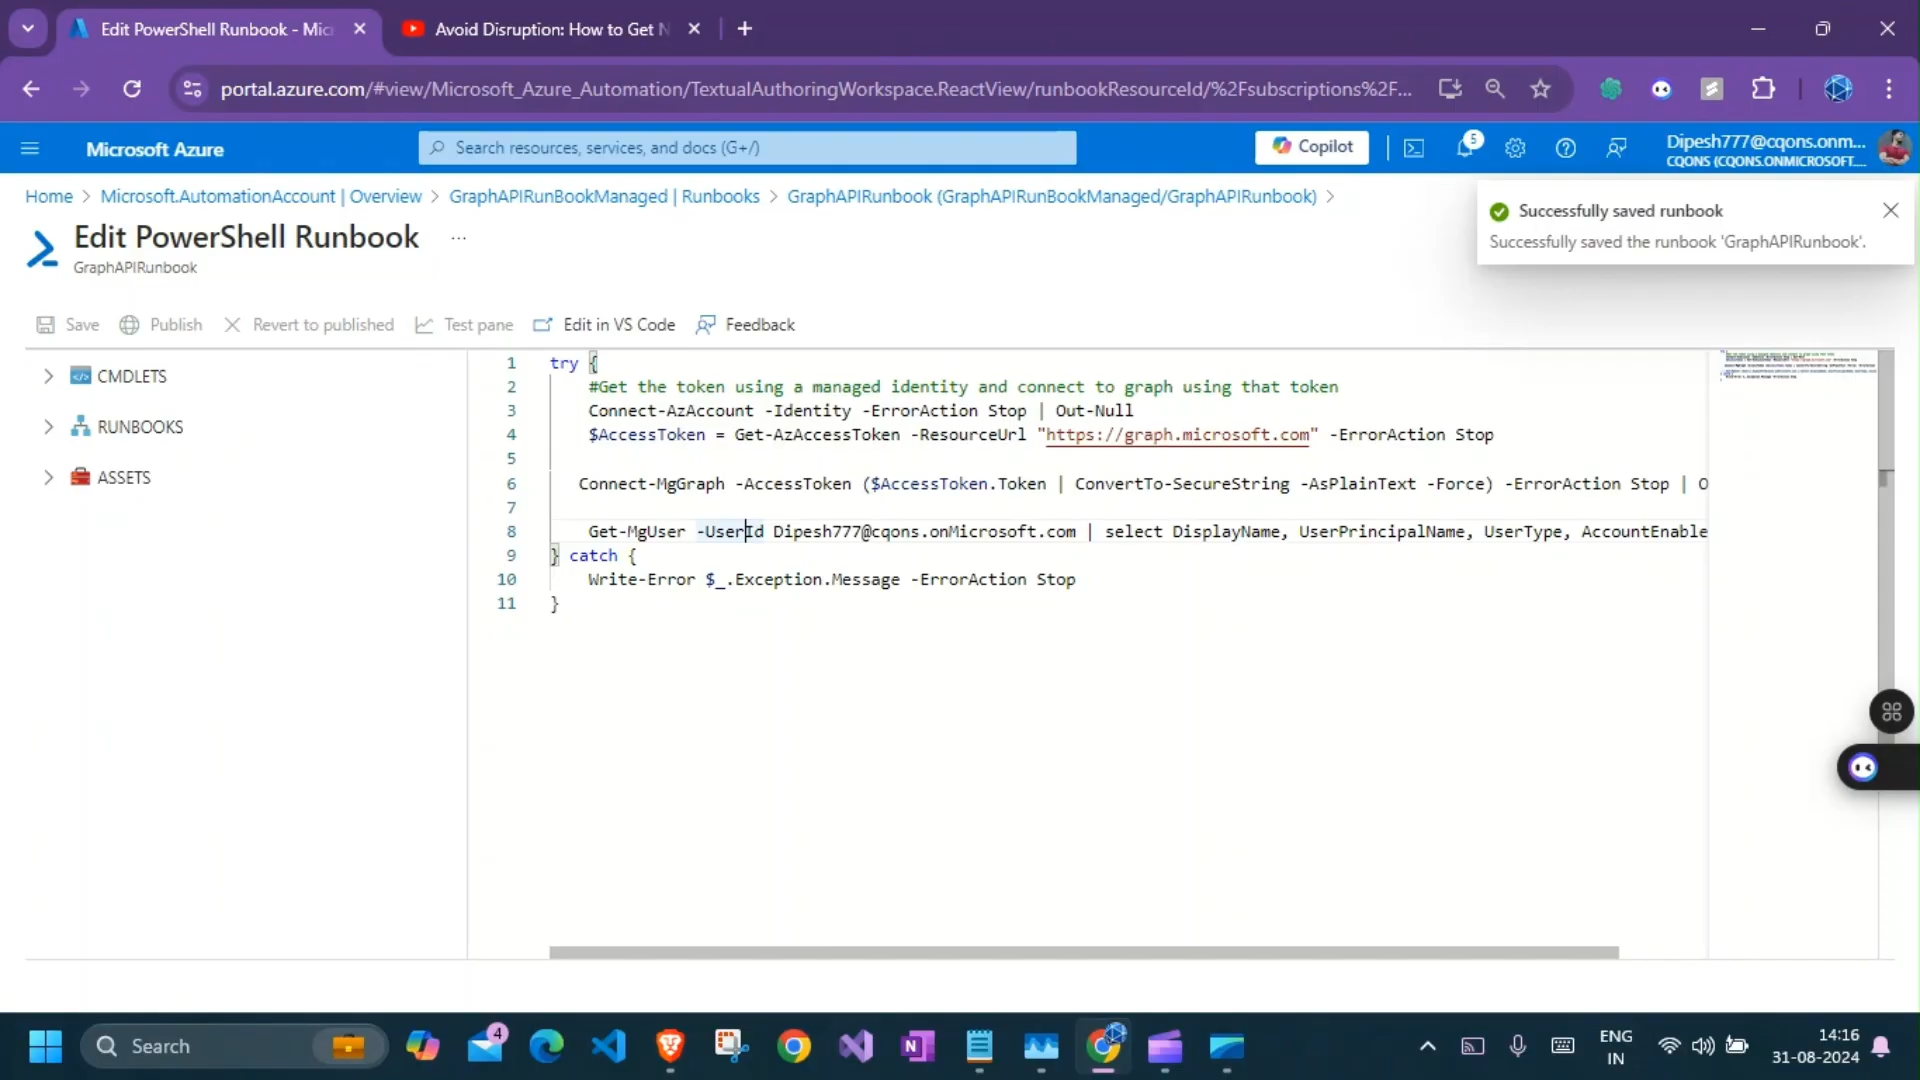 Edit PowerShell Runbook - Mic
Avoid Disruption: How to Get N
portal.azure.com/#view/Microsoft_Azure_Automation/TextualAuthoringWorkspace.ReactView/runbookResourceId/%2Fsubscriptions%2F...
Microsoft Azure
Search resources, services, and docs (G+/)
Copilot
5
Dipesh777@cqons.onm...
CQONS (CQONS.ONMICROSOFT....
Home > Microsoft.AutomationAccount | Overview > GraphAPIRunBookManaged | Runbooks > GraphAPIRunbook (GraphAPIRunBookManaged/GraphAPIRunbook) >
Successfully saved runbook
Successfully saved the runbook 'GraphAPIRunbook'.
Edit PowerShell Runbook ...
GraphAPIRunbook
Save Publish Revert to published Test pane Edit in VS Code Feedback
CMDLETS
RUNBOOKS
ASSETS
1 try {
2 #Get the token using a managed identity and connect to graph using that token
3 Connect-AzAccount -Identity -ErrorAction Stop | Out-Null
4 $AccessToken = Get-AzAccessToken -ResourceUrl "https://graph.microsoft.com" -ErrorAction Stop
5
6 Connect-MgGraph -AccessToken ($AccessToken.Token | ConvertTo-SecureString -AsPlainText -Force) -ErrorAction Stop | O
7
8 Get-MgUser -UserId Dipesh777@cqons.onMicrosoft.com | select DisplayName, UserPrincipalName, UserType, AccountEnable
9 } catch {
10 Write-Error $_.Exception.Message -ErrorAction Stop
11 }
Search
4
ENG
IN
14:16
31-08-2024